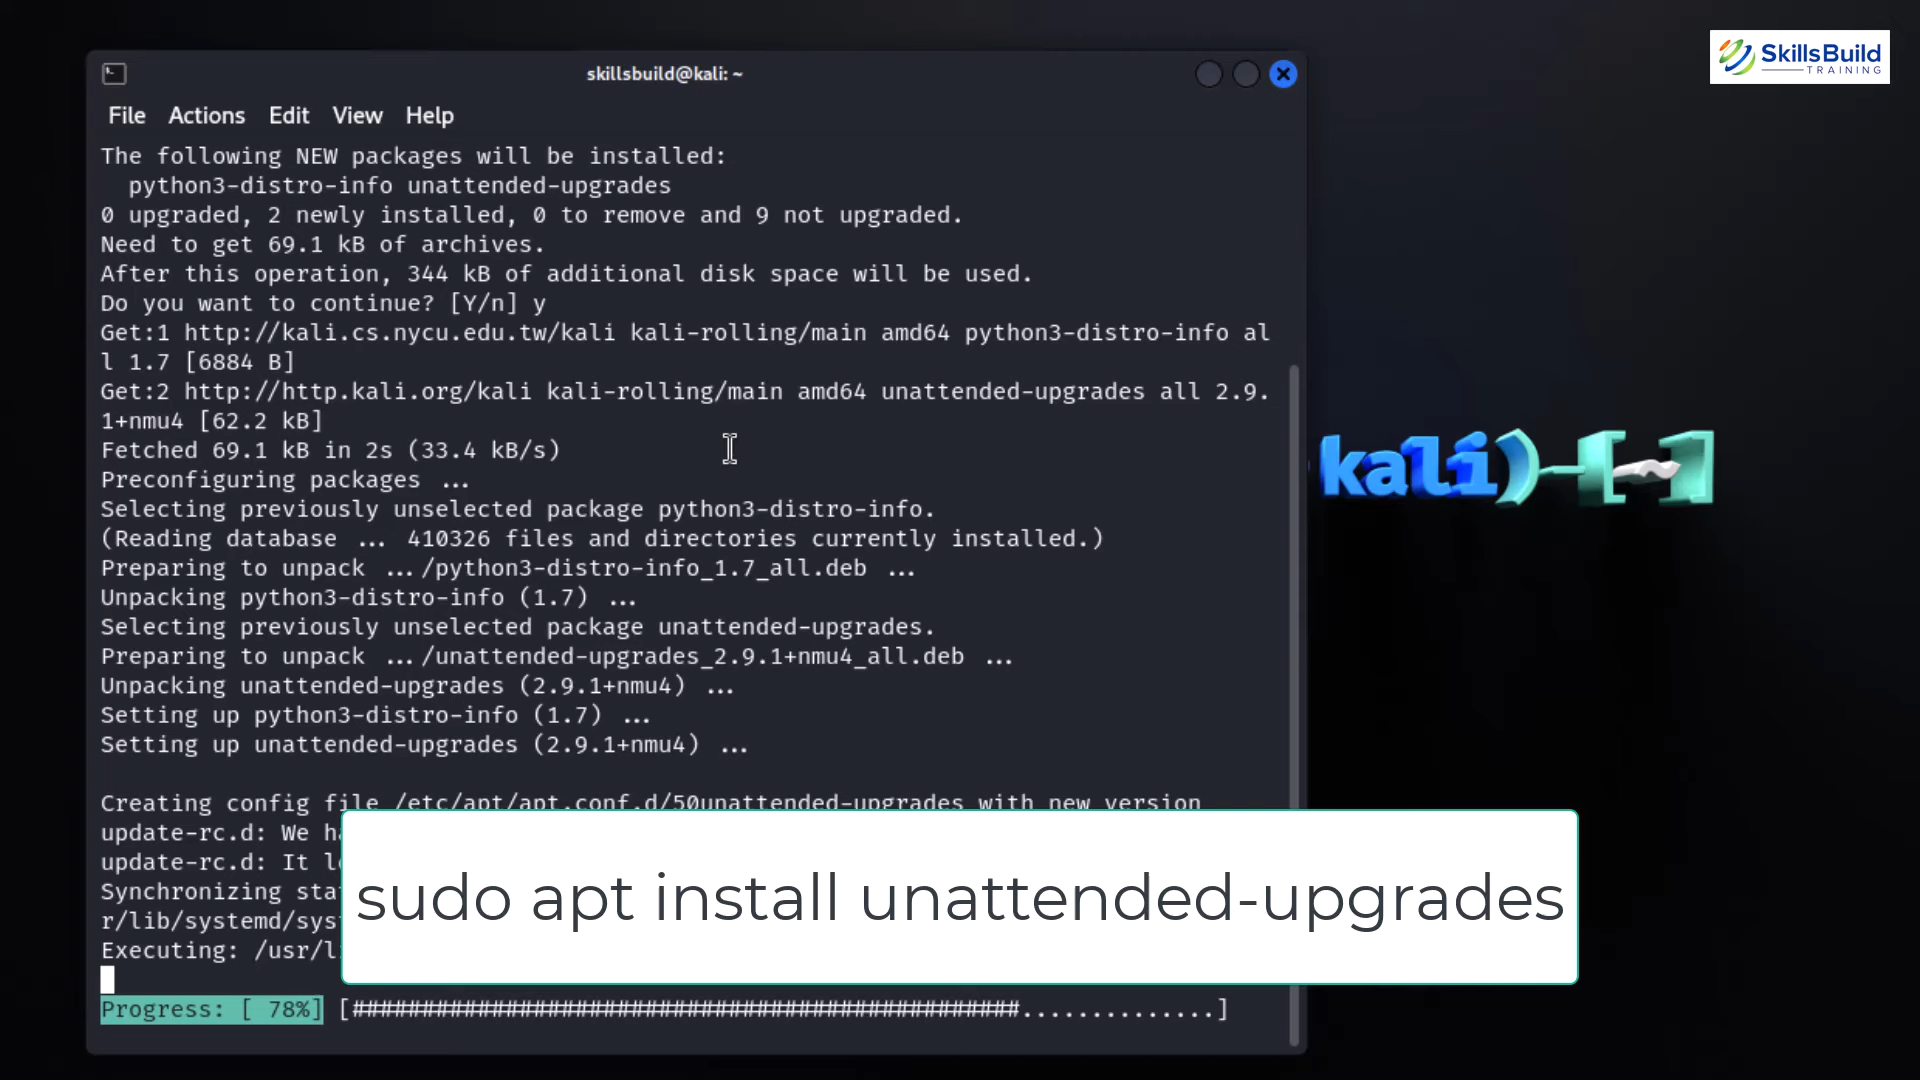 SkillsBuild
TRAINING
skillsbuild@kali: ~
File Actions Edit View Help
The following NEW packages will be installed:
python3-distro-info unattended-upgrades
0 upgraded, 2 newly installed, 0 to remove and 9 not upgraded.
Need to get 69.1 kB of archives.
After this operation, 344 kB of additional disk space will be used.
Do you want to continue? [Y/n] y
Get:1 http://kali.cs.nycu.edu.tw/kali kali-rolling/main amd64 python3-distro-info al
l 1.7 [6884 B]
Get:2 http://http.kali.org/kali kali-rolling/main amd64 unattended-upgrades all 2.9.
1+nmu4 [62.2 kB]
Fetched 69.1 kB in 2s (33.4 kB/s)
Preconfiguring packages ...
Selecting previously unselected package python3-distro-info.
(Reading database ... 410326 files and directories currently installed.)
Preparing to unpack .../python3-distro-info_1.7_all.deb ...
Unpacking python3-distro-info (1.7) ...
Selecting previously unselected package unattended-upgrades.
Preparing to unpack .../unattended-upgrades_2.9.1+nmu4_all.deb ...
Unpacking unattended-upgrades (2.9.1+nmu4) ...
Setting up python3-distro-info (1.7) ...
Setting up unattended-upgrades (2.9.1+nmu4) ...
Creating config file /etc/apt/apt.conf.d/50unattended-upgrades with new version
update-rc.d: We
update-rc.d: It
Synchronizing
r/lib/systemd/
Executing: /usr/
Progress: [ 78%] [################################################..............]
sudo apt install unattended-upgrades
kali)-[~]